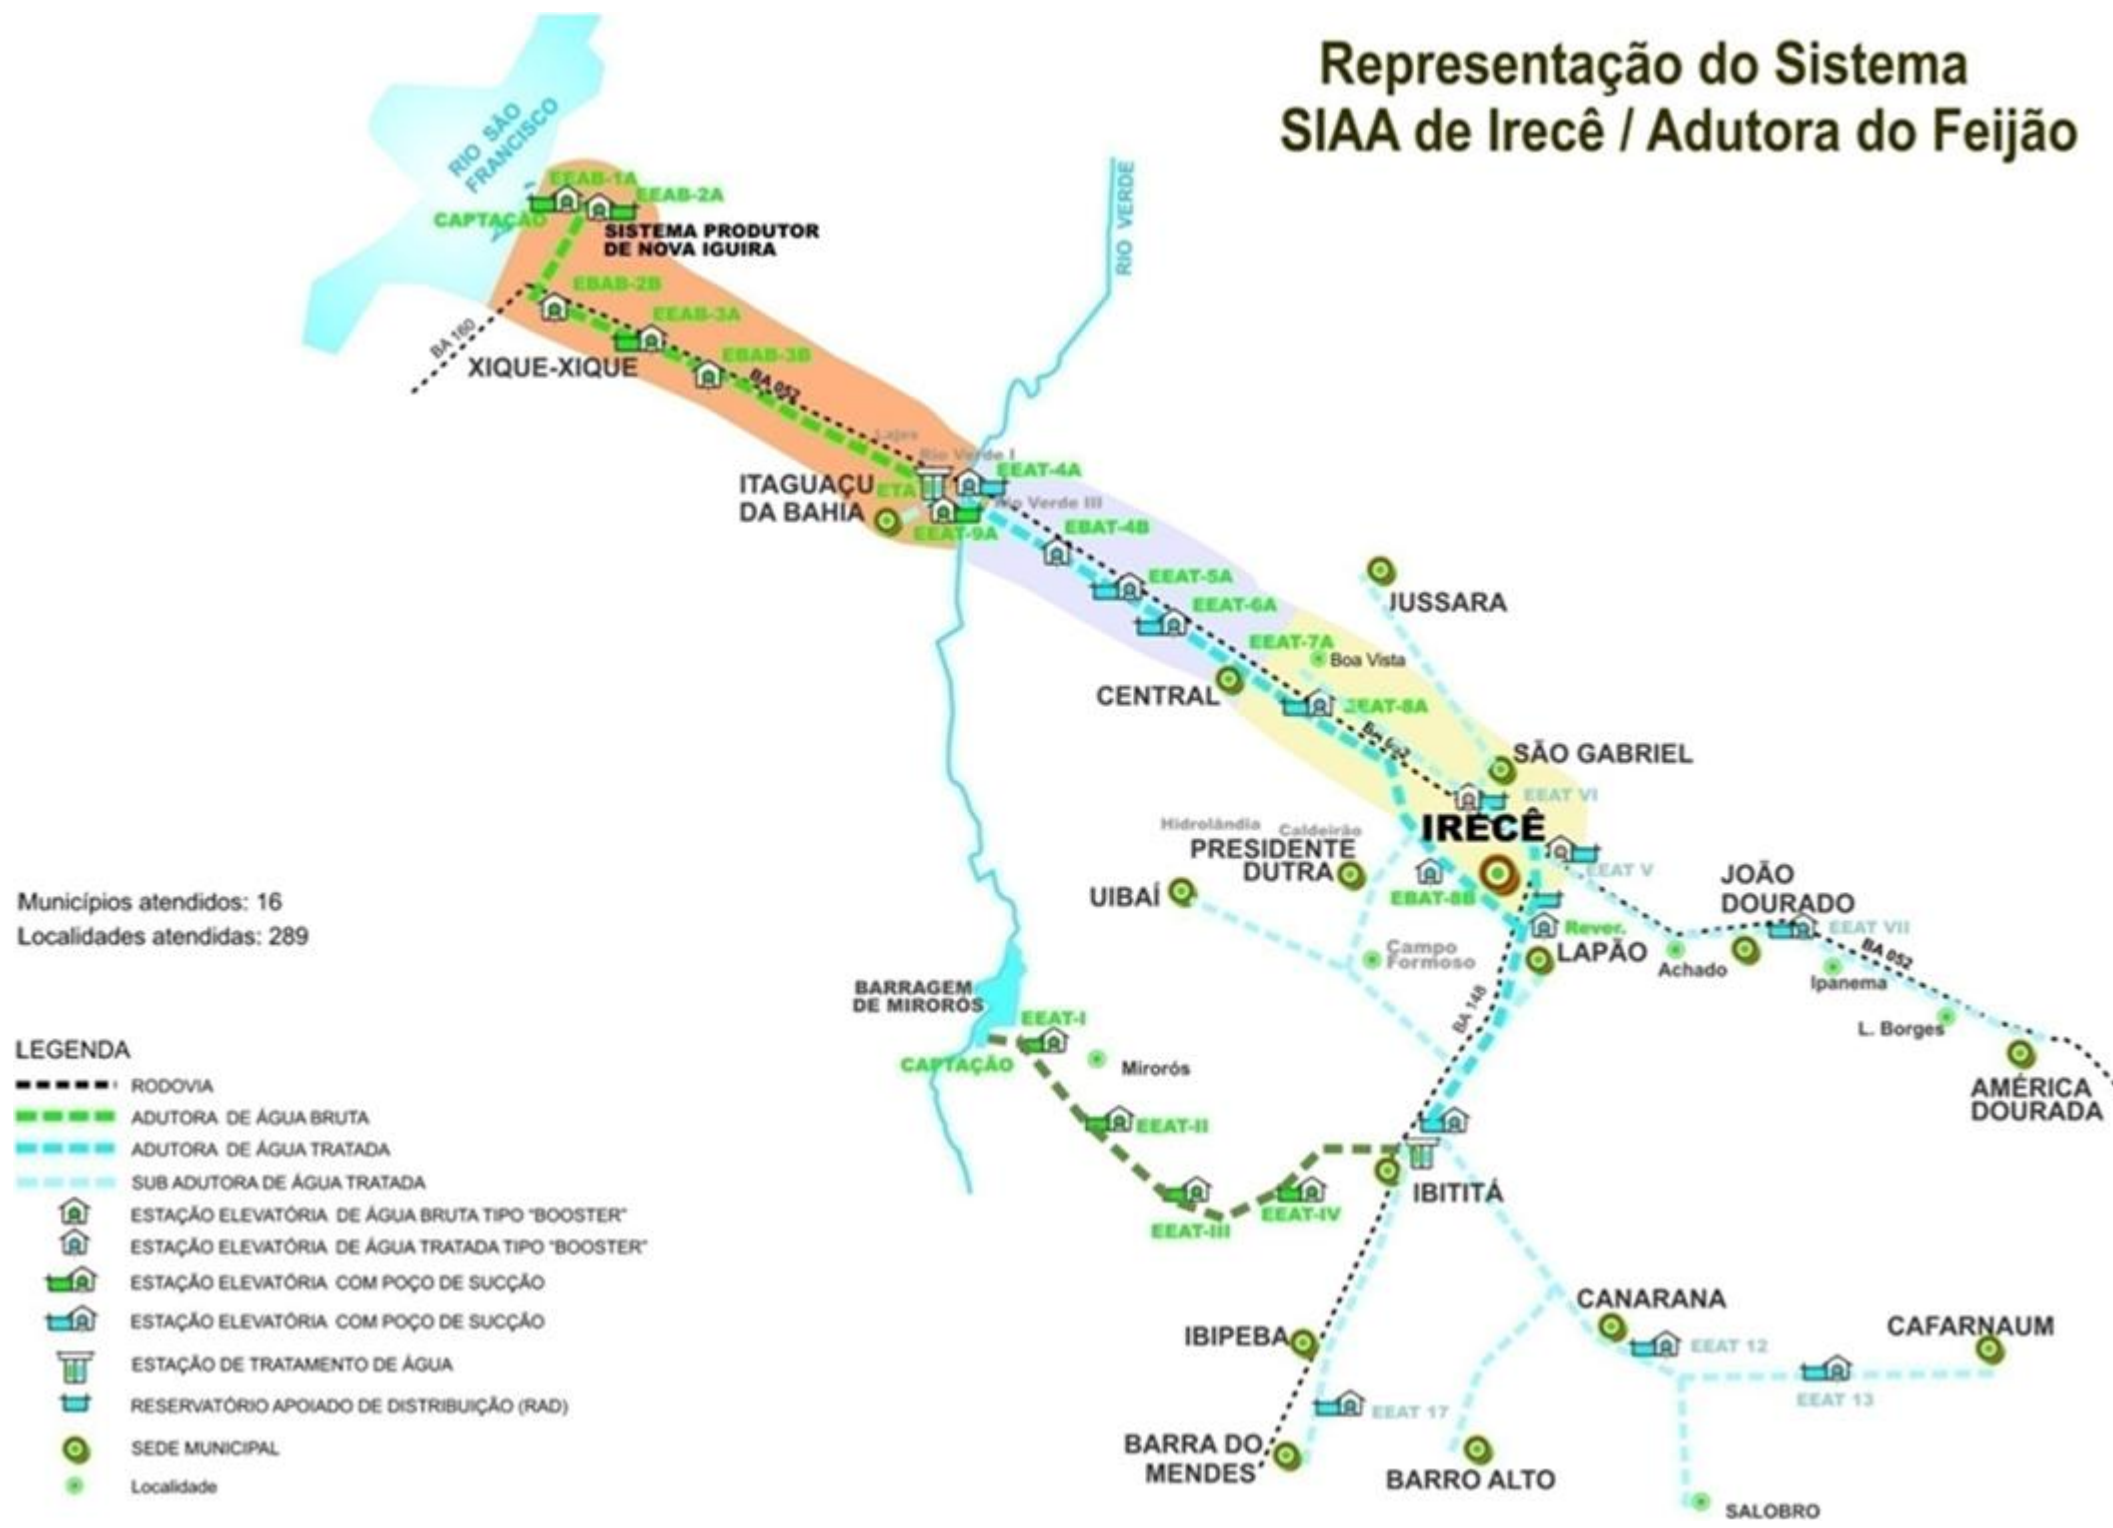 Representação do Sistema
SIAA de Irecê / Adutora do Feijão
RIO SÃO
FRANCISCO
EEAB-1A
EEAB-2A
CAPTAÇÃO
SISTEMA PRODUTOR
DE NOVA IGUIRA
RIO VERDE
EBAB-2B
EEAB-3A
BA 160
XIQUE-XIQUE
EBAB-3B
BA 052
Lajes
Rio Verde I
ITAGUAÇU
DA BAHIA
ETA
EEAT-4A
Rio Verde III
EEAT-9A
EBAT-4B
EEAT-5A
EEAT-6A
JUSSARA
EEAT-7A
Boa Vista
CENTRAL
EEAT-8A
BA 052
SÃO GABRIEL
EEAT VI
IRECÊ
Hidrolândia
Caldeirão
PRESIDENTE
DUTRA
EEAT V
UIBAÍ
EBAT-8B
JOÃO
DOURADO
Municípios atendidos: 16
Localidades atendidas: 289
Rever.
EEAT VII
LAPÃO
Campo
Formoso
Achado
BA 052
Ipanema
BARRAGEM
DE MIRORÓS
BA 148
L. Borges
EEAT-I
CAPTAÇÃO
Mirorós
AMÉRICA
DOURADA
EEAT-II
IBITITÁ
EEAT-III
EEAT-IV
CANARANA
IBIPEBA
EEAT 12
CAFARNAUM
EEAT 13
EEAT 17
BARRA DO
MENDES
BARRO ALTO
SALOBRO
LEGENDA
RODOVIA
ADUTORA DE ÁGUA BRUTA
ADUTORA DE ÁGUA TRATADA
SUB ADUTORA DE ÁGUA TRATADA
ESTAÇÃO ELEVATÓRIA DE ÁGUA BRUTA TIPO "BOOSTER"
ESTAÇÃO ELEVATÓRIA DE ÁGUA TRATADA TIPO "BOOSTER"
ESTAÇÃO ELEVATÓRIA COM POÇO DE SUCÇÃO
ESTAÇÃO ELEVATÓRIA COM POÇO DE SUCÇÃO
ESTAÇÃO DE TRATAMENTO DE ÁGUA
RESERVATÓRIO APOIADO DE DISTRIBUIÇÃO (RAD)
SEDE MUNICIPAL
Localidade